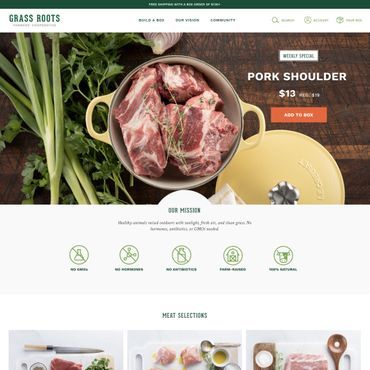 FREE SHIPPING WITH A BOX ORDER OF $150+
GRASS ROOTS
FARMERS' COOPERATIVE
BUILD A BOX
OUR VISION
COMMUNITY
SEARCH
ACCOUNT
YOUR BOX
WEEKLY SPECIAL
PORK SHOULDER
$13 REG. $19
ADD TO BOX
OUR MISSION
Healthy animals raised outdoors with sunlight, fresh air, and clean grass. No
hormones, antibiotics, or GMOs needed.
NO GMOs
NO HORMONES
NO ANTIBIOTICS
FARM-RAISED
100% NATURAL
MEAT SELECTIONS